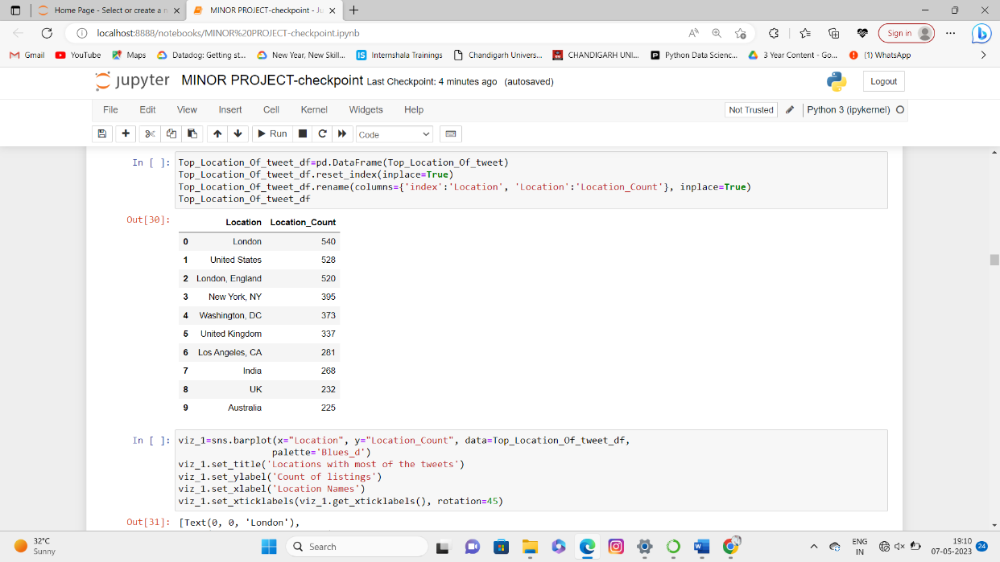 Home Page - Select or create a n
MINOR PROJECT-checkpoint - Ju
localhost:8888/notebooks/MINOR%20PROJECT-checkpoint.ipynb
Sign in
Gmail YouTube Maps Datadog: Getting st... New Year, New Skill... IS Internshala Trainings Chandigarh Univers... CHANDIGARH UNI... Python Data Scienc... 3 Year Content - Go... (1) WhatsApp
jupyter MINOR PROJECT-checkpoint Last Checkpoint: 4 minutes ago (autosaved)
Logout
File Edit View Insert Cell Kernel Widgets Help
Not Trusted Python 3 (ipykernel)
Run Code
In [ ]: Top_Location_Of_tweet_df=pd.DataFrame(Top_Location_Of_tweet)
Top_Location_Of_tweet_df.reset_index(inplace=True)
Top_Location_Of_tweet_df.rename(columns={'index':'Location', 'Location':'Location_Count'}, inplace=True)
Top_Location_Of_tweet_df
Out[30]:
Location Location_Count
0 London 540
1 United States 528
2 London, England 520
3 New York, NY 395
4 Washington, DC 373
5 United Kingdom 337
6 Los Angeles, CA 281
7 India 268
8 UK 232
9 Australia 225
In [ ]: viz_1=sns.barplot(x="Location", y="Location_Count", data=Top_Location_Of_tweet_df,
palette='Blues_d')
viz_1.set_title('Locations with most of the tweets')
viz_1.set_ylabel('Count of listings')
viz_1.set_xlabel('Location Names')
viz_1.set_xticklabels(viz_1.get_xticklabels(), rotation=45)
Out[31]: [Text(0, 0, 'London'),
32°C
Sunny
Search
ENG
IN
19:10
07-05-2023
24